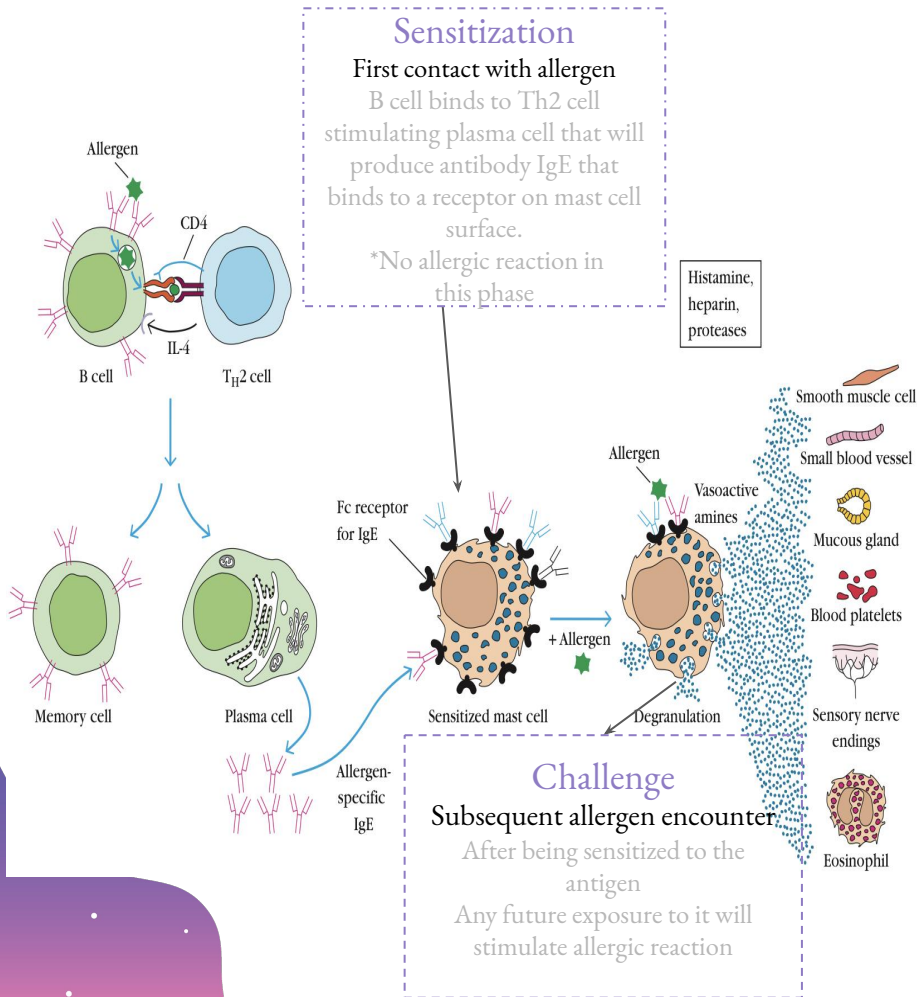 Sensitization
First contact with allergen
B cell binds to Th2 cell
stimulating plasma cell that will
produce antibody IgE that
binds to a receptor on mast cell
surface.
*No allergic reaction in
this phase
Allergen
CD4
IL-4
B cell
TH2 cell
Histamine,
heparin,
proteases
Smooth muscle cell
Small blood vessel
Mucous gland
Blood platelets
Sensory nerve
endings
Eosinophil
Allergen
Vasoactive
amines
Fc receptor
for IgE
+ Allergen
Memory cell
Plasma cell
Sensitized mast cell
Degranulation
Allergen-
specific
IgE
Challenge
Subsequent allergen encounter
After being sensitized to the
antigen
Any future exposure to it will
stimulate allergic reaction